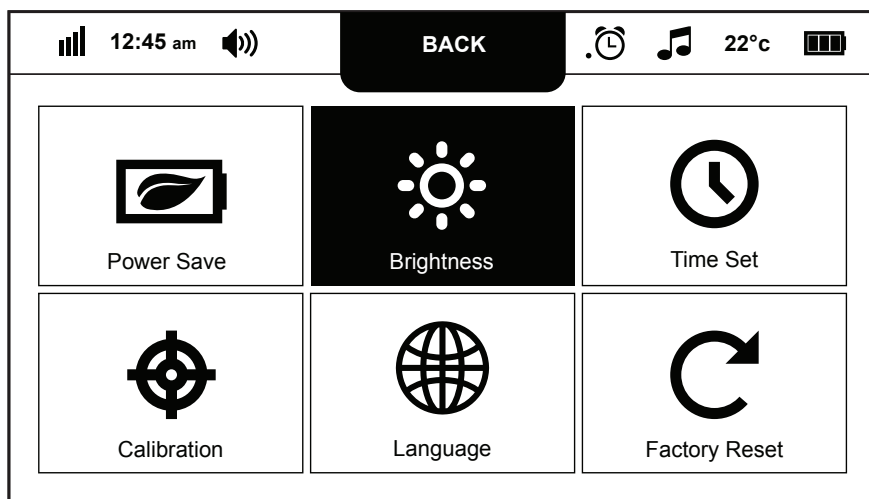 12:45 am BACK 22°c
Power Save Brightness Time Set
Calibration Language Factory Reset